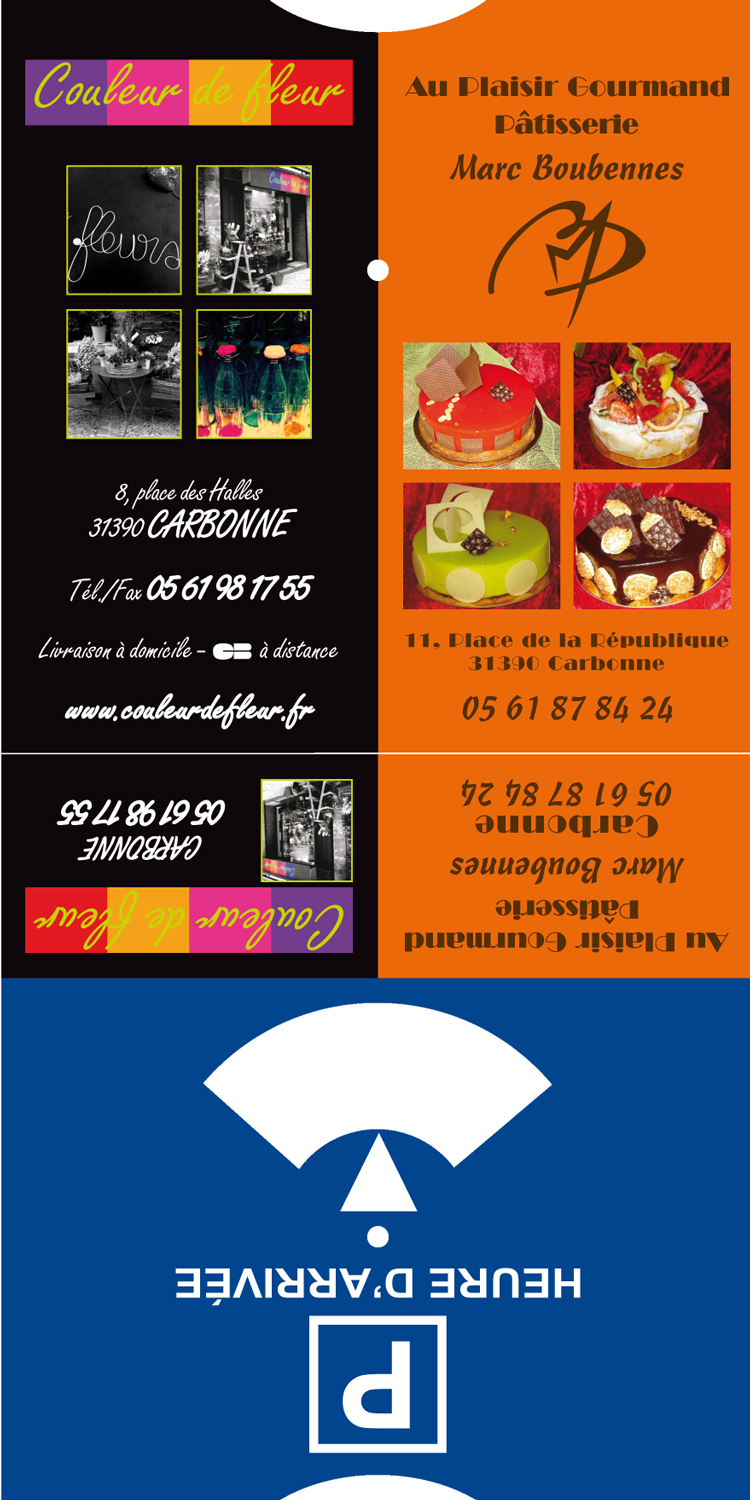 Couleur de fleur
fleurs
Couleur de fleur
8, place des Halles
31390 CARBONNE
Tél./Fax 05 61 98 17 55
Livraison à domicile - CB à distance
www.couleurdefleur.fr
Au Plaisir Gourmand
Pâtisserie
Marc Boubennes
11, Place de la République
31390 Carbonne
05 61 87 84 24
Couleur de fleur
CARBONNE
05 61 98 17 55
Au Plaisir Gourmand
Pâtisserie
Marc Boubennes
Carbonne
05 61 87 84 24
P
HEURE D'ARRIVÉE